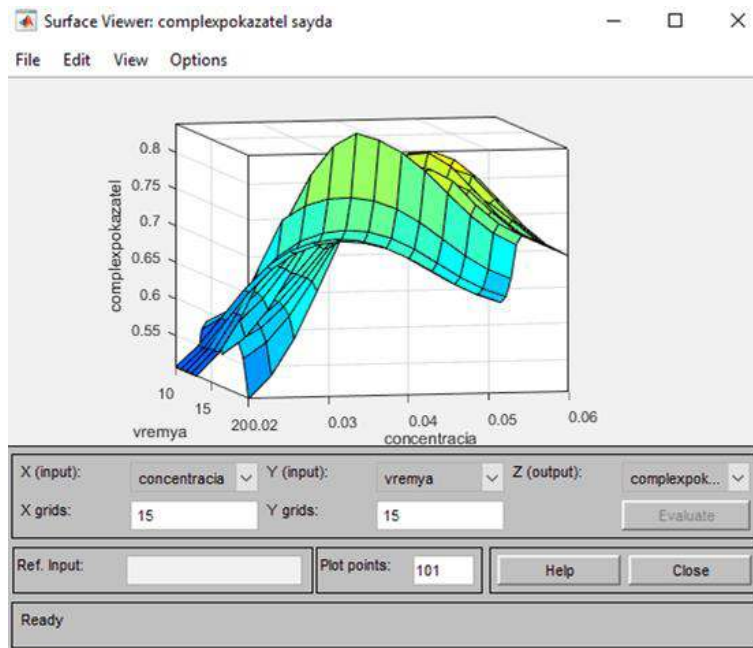 Surface Viewer: complexpokazatel sayda
File Edit View Options
0.8
0.75
0.7
0.65
0.6
0.55
complexpokazatel
10
15
20
vremya
0.02 0.03 0.04 0.05 0.06
concentracia
X (input): concentracia Y (input): vremya Z (output): complexpok...
X grids: 15 Y grids: 15 Evaluate
Ref. Input: Plot points: 101 Help Close
Ready